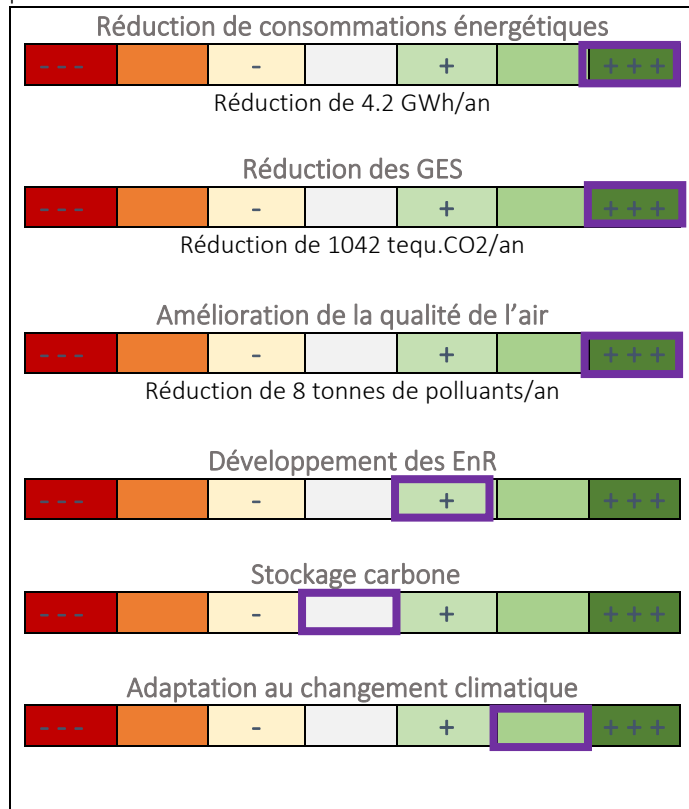 Réduction de consommations énergétiques
- - - - + + + +
Réduction de 4.2 GWh/an
Réduction des GES
- - - - + + + +
Réduction de 1042 tequ.CO2/an
Amélioration de la qualité de l'air
- - - - + + + +
Réduction de 8 tonnes de polluants/an
Développement des EnR
- - - - + + + +
Stockage carbone
- - - - + + + +
Adaptation au changement climatique
- - - - + + + +